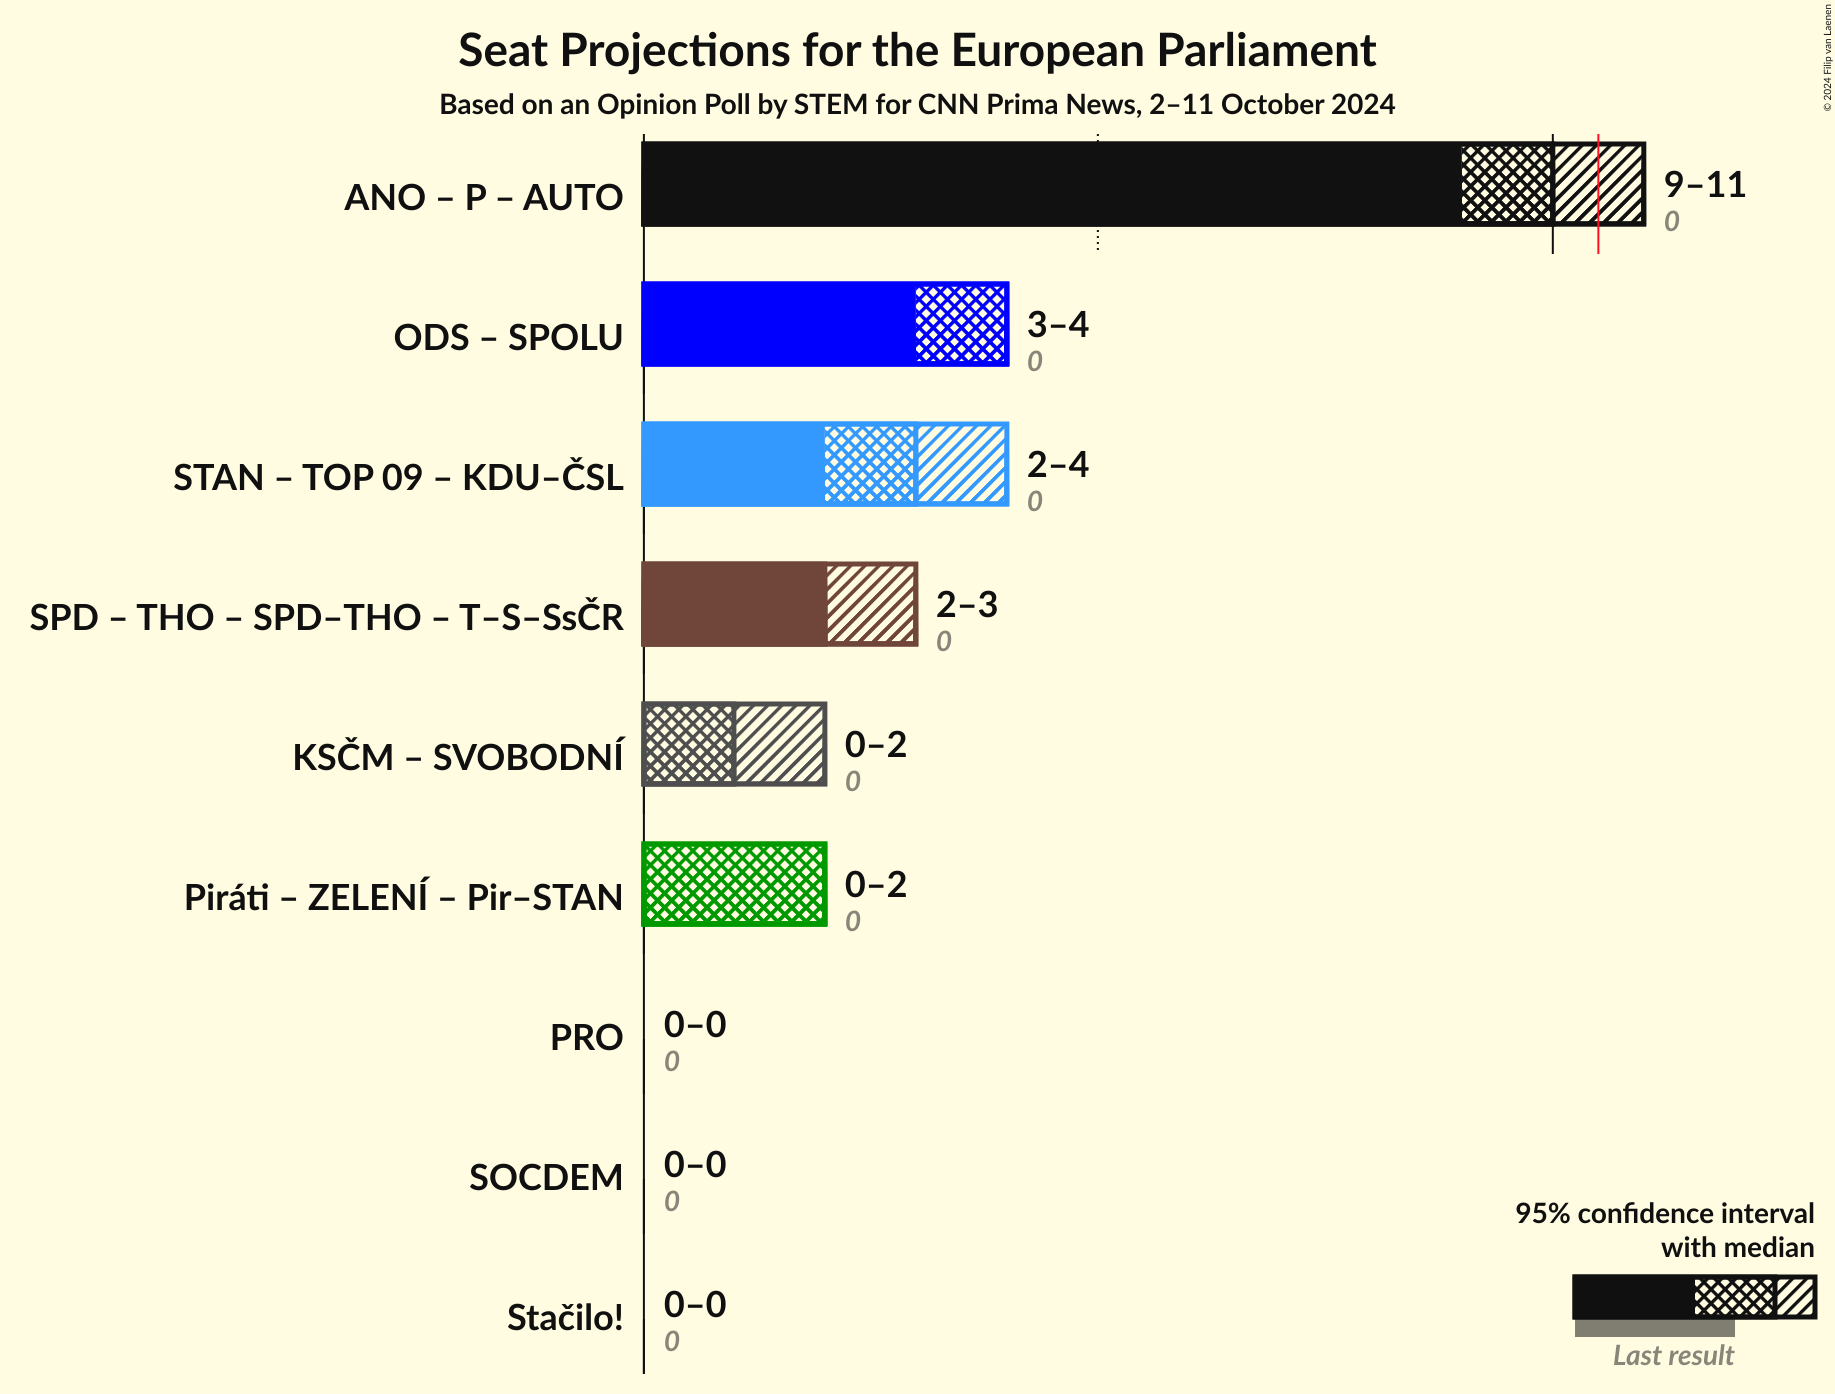 Seat Projections for the European Parliament
Based on an Opinion Poll by STEM for CNN Prima News, 2–11 October 2024
© 2024 Filip van Laenen
ANO – P – AUTO
9–11
0
ODS – SPOLU
3–4
0
STAN – TOP 09 – KDU–ČSL
2–4
0
SPD – THO – SPD–THO – T–S–SsČR
2–3
0
KSČM – SVOBODNÍ
0–2
0
Piráti – ZELENÍ – Pir–STAN
0–2
0
PRO
0–0
0
SOCDEM
0–0
0
Stačilo!
0–0
0
95% confidence interval
with median
Last result